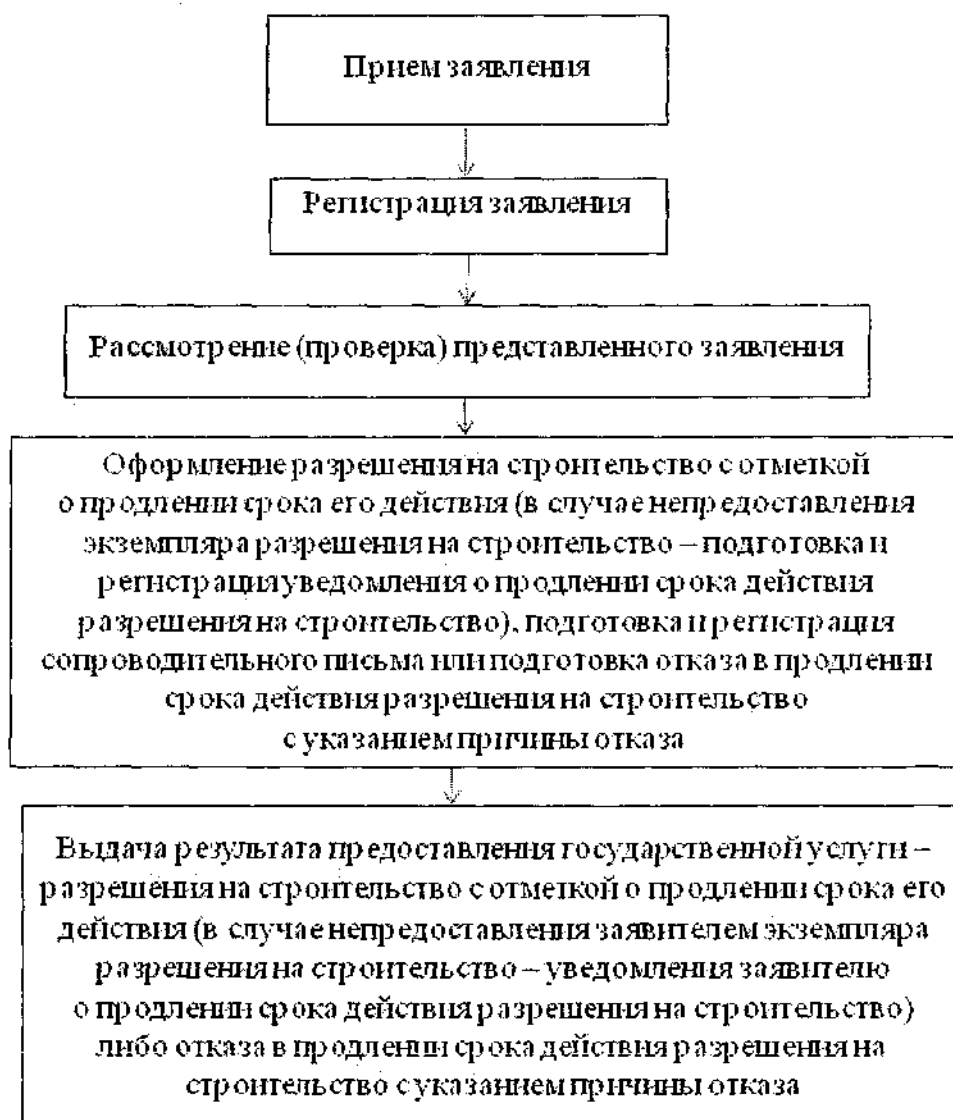 Прием заявления
Регистрация заявления
Рассмотрение (проверка) представленного заявления
Оформление разрешения на строительство с отметкой
о продлении срока его действия (в случае непредоставления
экземпляра разрешения на строительство – подготовка и
регистрация уведомления о продлении срока действия
разрешения на строительство), подготовка и регистрация
сопроводительного письма или подготовка отказа в продлении
срока действия разрешения на строительство
с указанием причины отказа
Выдача результата предоставления государственной услуги –
разрешения на строительство с отметкой о продлении срока его
действия (в случае непредоставления заявителем экземпляра
разрешения на строительство – уведомления заявителю
о продлении срока действия разрешения на строительство)
либо отказа в продлении срока действия разрешения на
строительство с указанием причины отказа